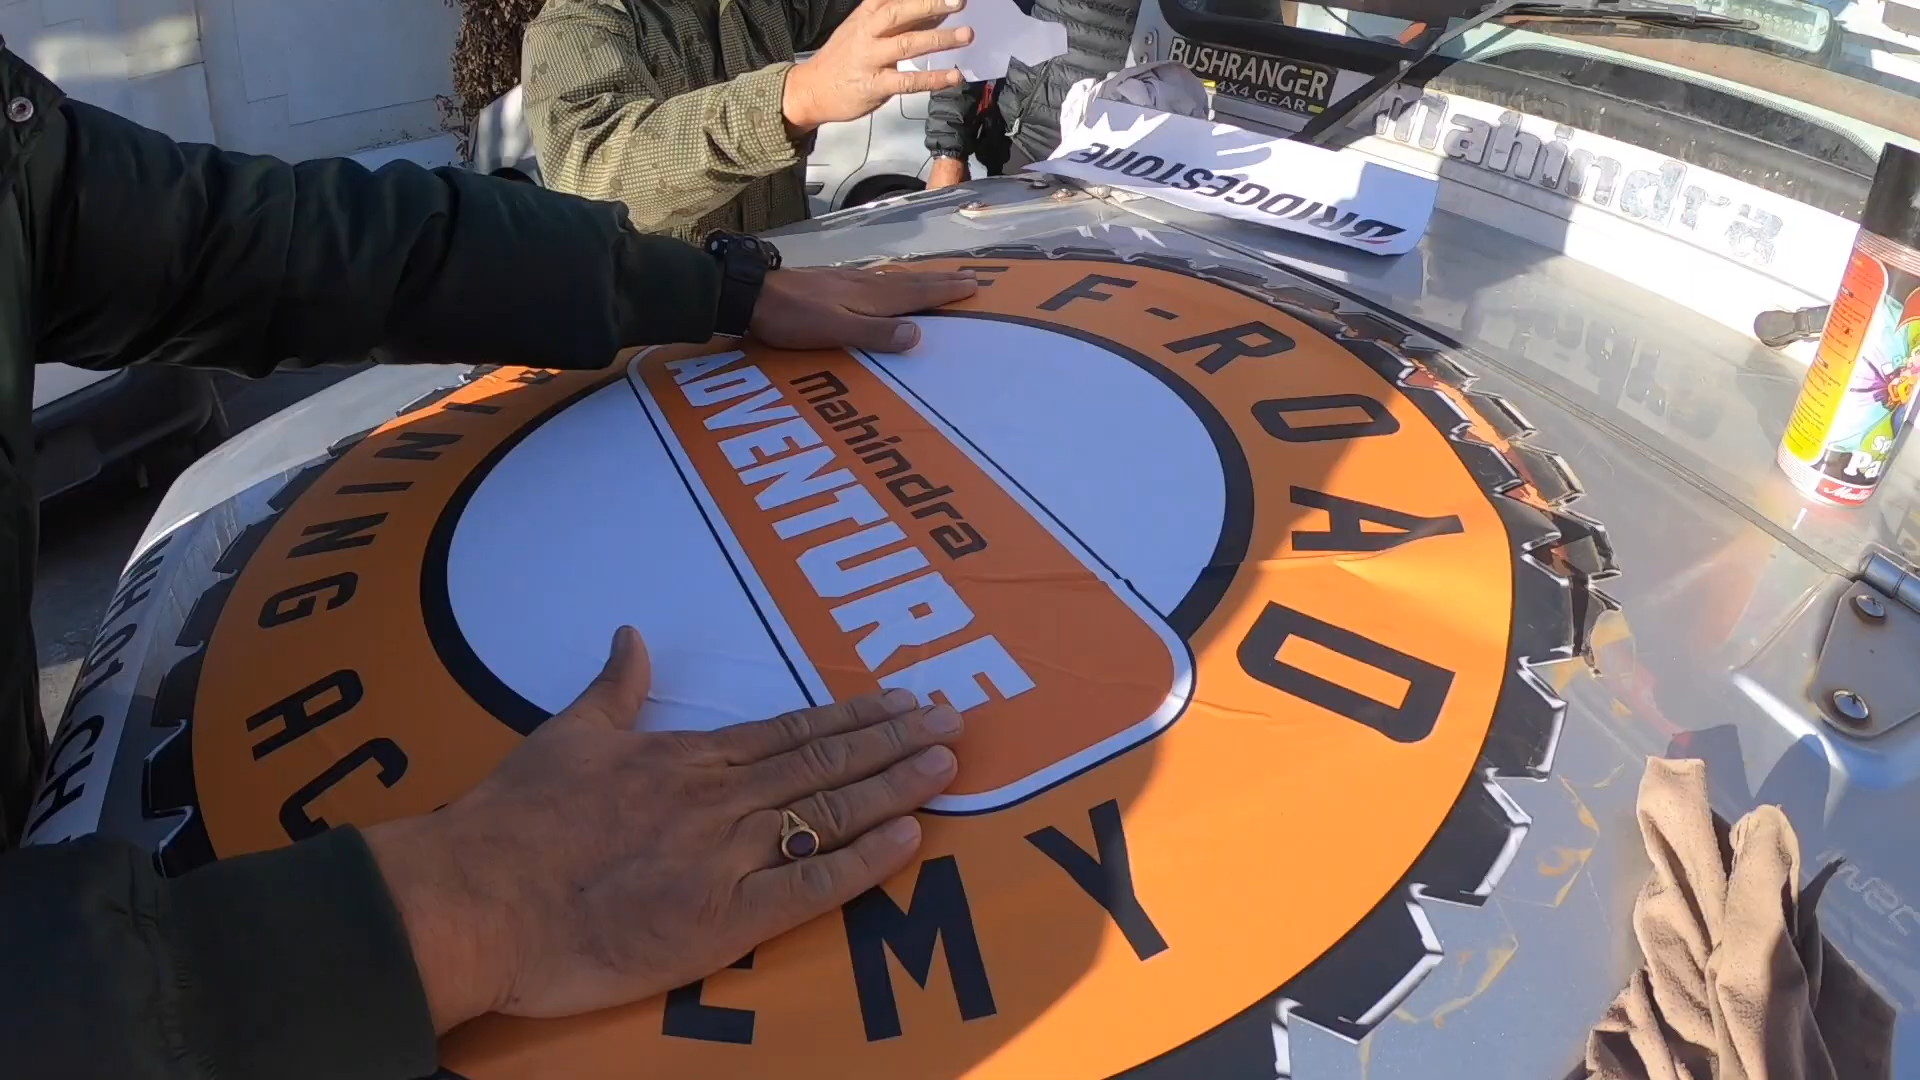 BUSHRANGER
4X4 GEAR
Mahindra
BRIDGESTONE
OFF-ROAD
TRAINING ACADEMY
Mahindra
ADVENTURE